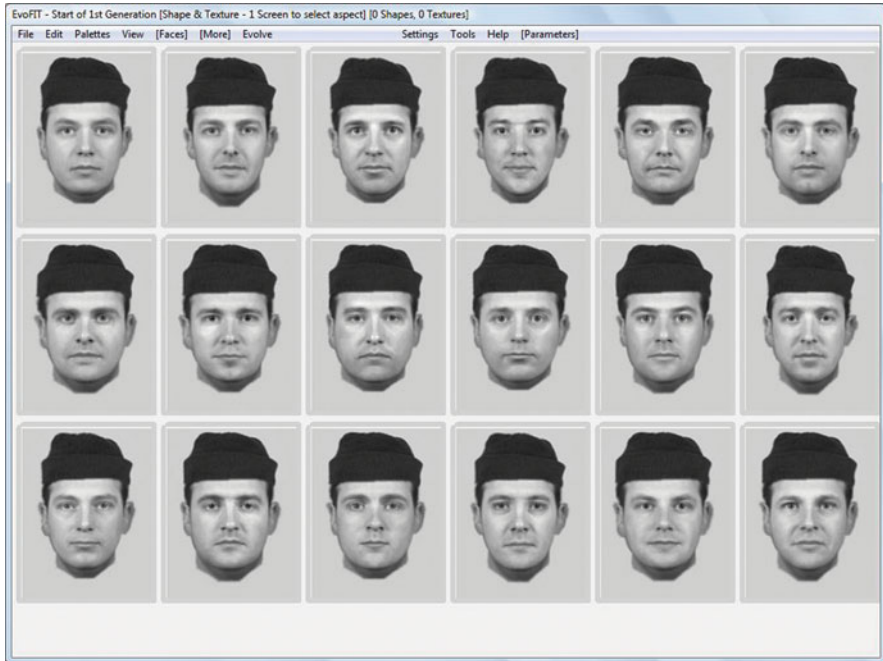 EvoFIT - Start of 1st Generation [Shape & Texture - 1 Screen to select aspect] [0 Shapes, 0 Textures]
File Edit Palettes View [Faces] [More] Evolve Settings Tools Help [Parameters]